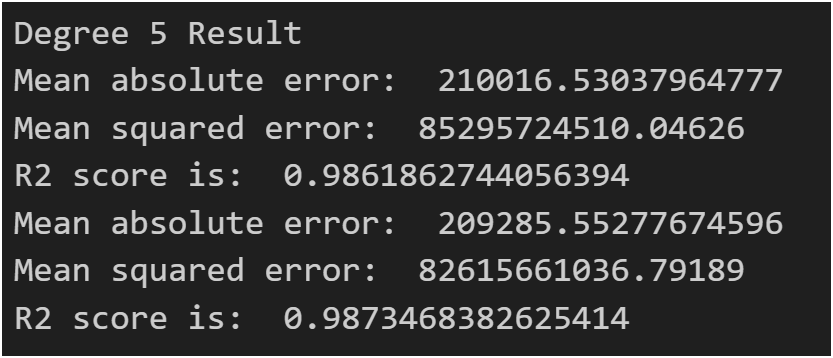 Degree 5 Result
Mean absolute error:  210016.53037964777
Mean squared error:  85295724510.04626
R2 score is:  0.9861862744056394
Mean absolute error:  209285.55277674596
Mean squared error:  82615661036.79189
R2 score is:  0.9873468382625414